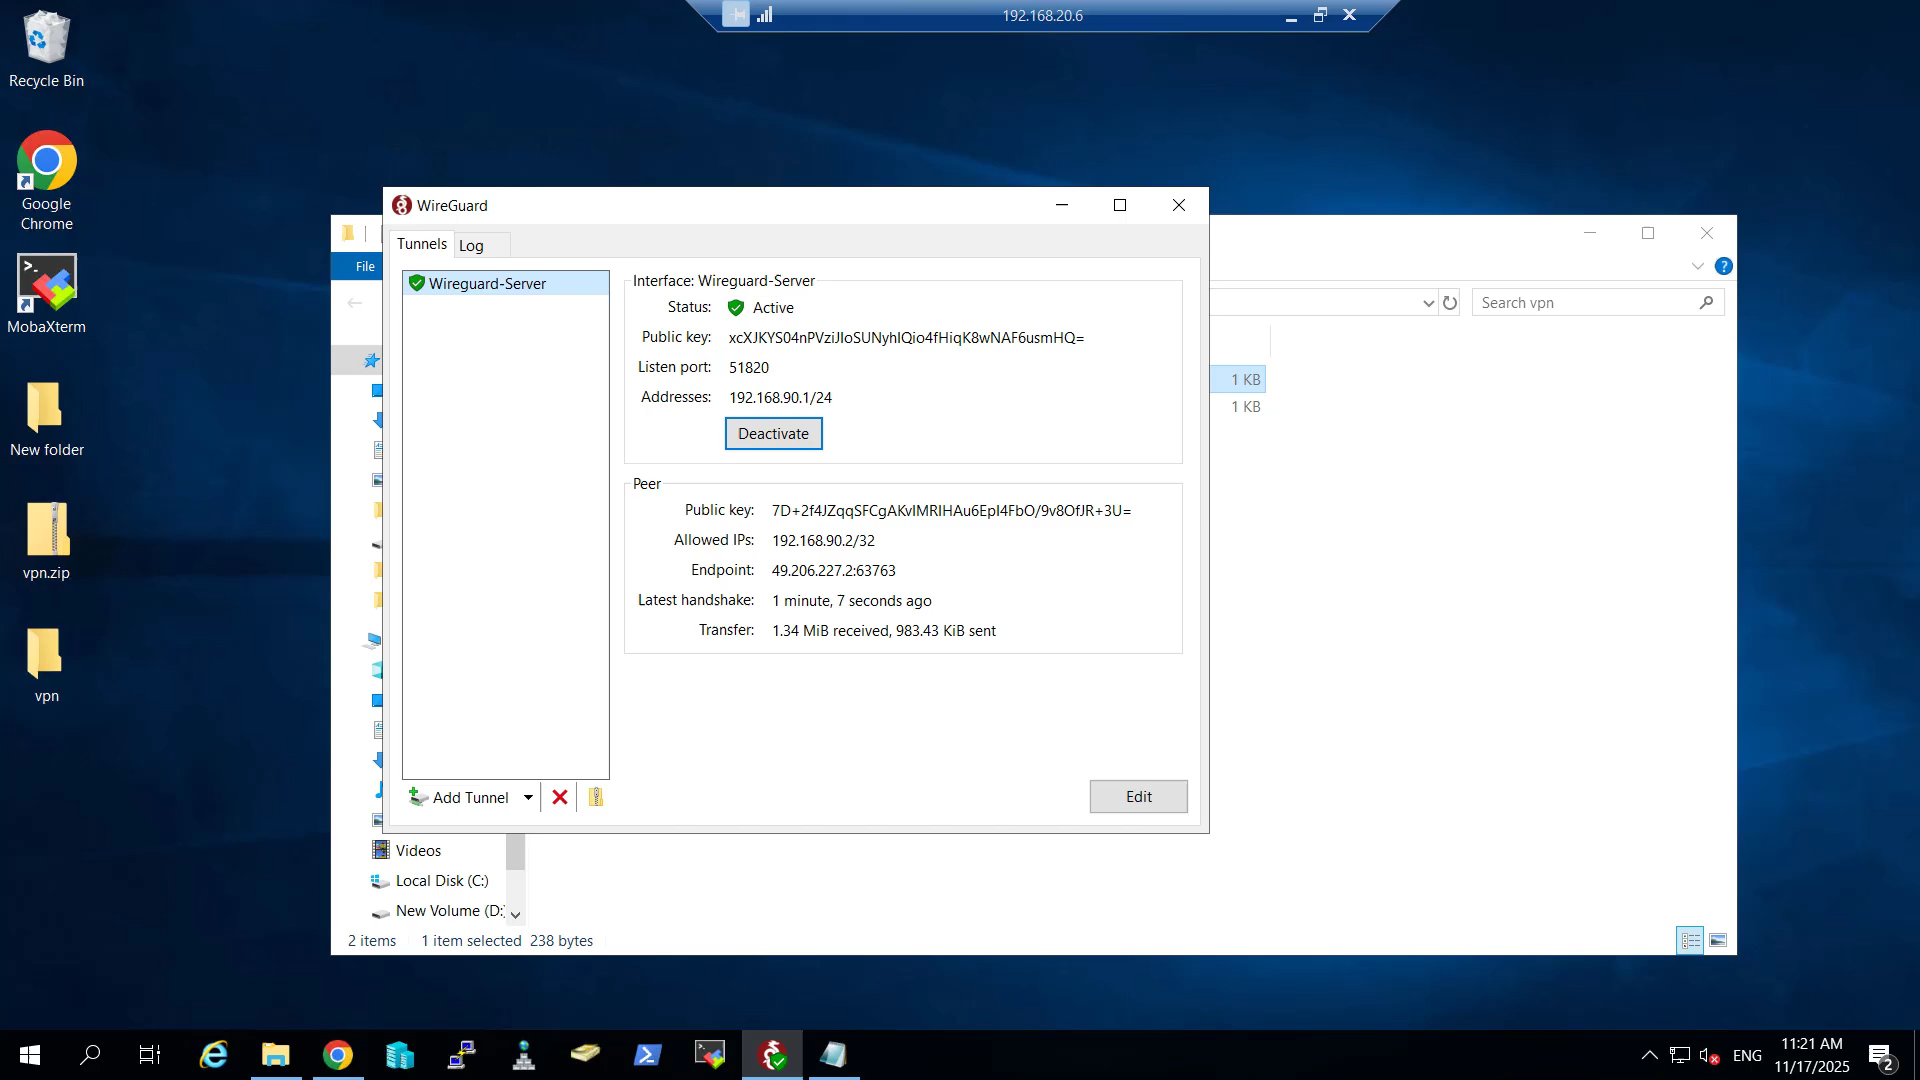 192.168.20.6
Recycle Bin
Google
Chrome
MobaXterm
New folder
vpn.zip
vpn
WireGuard
Tunnels
Log
Wireguard-Server
Interface: Wireguard-Server
Status: Active
Public key: xcXJKYS04nPVziJIoSUNyhIQio4fHiqK8wNAF6usmHQ=
Listen port: 51820
Addresses: 192.168.90.1/24
Deactivate
Peer
Public key: 7D+2f4JZqqSFCgAKvIMRIHAu6EpI4FbO/9v8OfJR+3U=
Allowed IPs: 192.168.90.2/32
Endpoint: 49.206.227.2:63763
Latest handshake: 1 minute, 7 seconds ago
Transfer: 1.34 MiB received, 983.43 KiB sent
Add Tunnel
Edit
File
Search vpn
1 KB
1 KB
Videos
Local Disk (C:)
New Volume (D:)
2 items 1 item selected 238 bytes
ENG
11:21 AM
11/17/2025
2